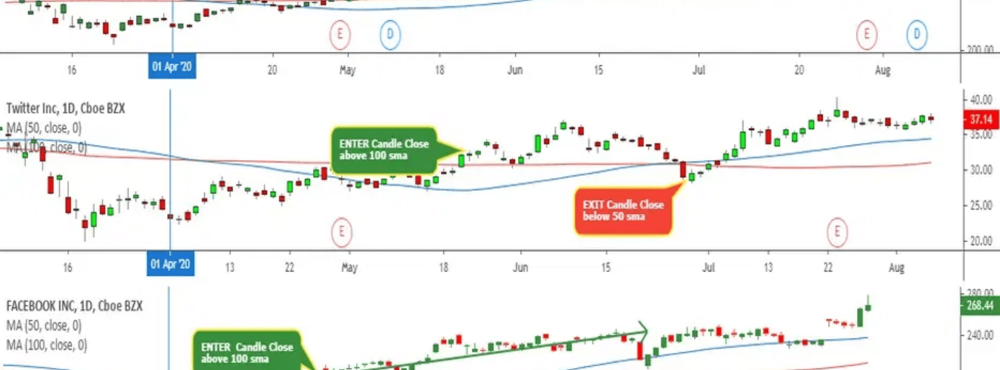 E D E D
200.00
16 01 Apr '20 20 May 18 Jun 15 Jul 20 Aug
Twitter Inc, 1D, Cboe BZX
MA (50, close, 0)
MA (100, close, 0)
ENTER Candle Close
above 100 sma
EXIT Candle Close
below 50 sma
E E
40.00
37.14
35.00
30.00
25.00
20.00
16 01 Apr '20 13 22 May 18 Jun 15 Jul 13 22 Aug
FACEBOOK INC, 1D, Cboe BZX
MA (50, close, 0)
MA (100, close, 0)
ENTER Candle Close
above 100 sma
280.00
268.44
240.00